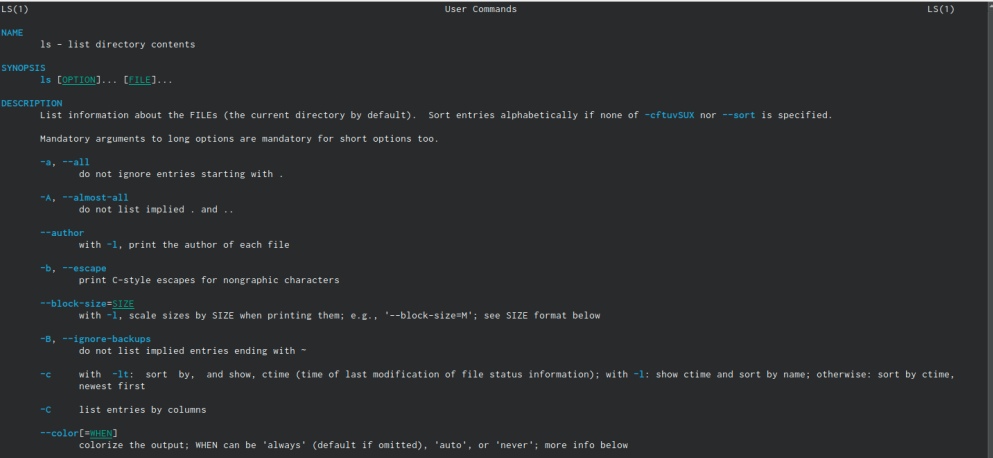 LS(1) User Commands LS(1)
NAME
ls - list directory contents
SYNOPSIS
ls [OPTION]... [FILE]...
DESCRIPTION
List information about the FILEs (the current directory by default). Sort entries alphabetically if none of -cftuvSUX nor --sort is specified.
Mandatory arguments to long options are mandatory for short options too.
-a, --all
do not ignore entries starting with .
-A, --almost-all
do not list implied . and ..
--author
with -l, print the author of each file
-b, --escape
print C-style escapes for nongraphic characters
--block-size=SIZE
with -l, scale sizes by SIZE when printing them; e.g., '--block-size=M'; see SIZE format below
-B, --ignore-backups
do not list implied entries ending with ~
-c with -lt: sort by, and show, ctime (time of last modification of file status information); with -l: show ctime and sort by name; otherwise: sort by ctime,
newest first
-C list entries by columns
--color[=WHEN]
colorize the output; WHEN can be 'always' (default if omitted), 'auto', or 'never'; more info below